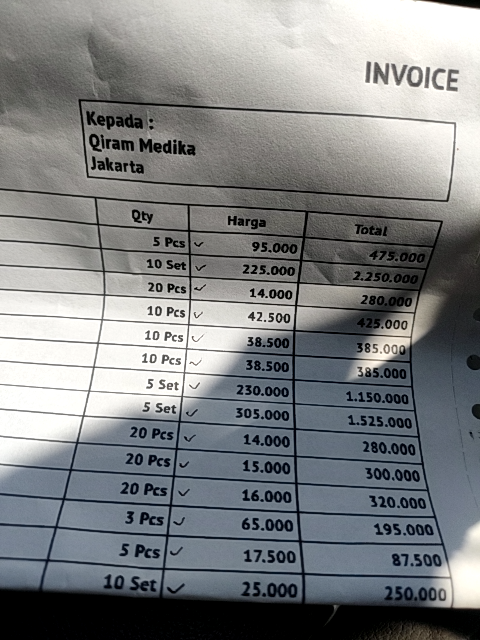 INVOICE
Kepada :
Qiram Medika
Jakarta
Qty Harga Total
5 Pcs ✓ 95.000 475.000
10 Set ✓ 225.000 2.250.000
20 Pcs ✓ 14.000 280.000
10 Pcs ✓ 42.500 425.000
10 Pcs ✓ 38.500 385.000
10 Pcs ✓ 38.500 385.000
5 Set ✓ 230.000 1.150.000
5 Set ✓ 305.000 1.525.000
20 Pcs ✓ 14.000 280.000
20 Pcs ✓ 15.000 300.000
20 Pcs ✓ 16.000 320.000
3 Pcs ✓ 65.000 195.000
5 Pcs ✓ 17.500 87.500
10 Set ✓ 25.000 250.000